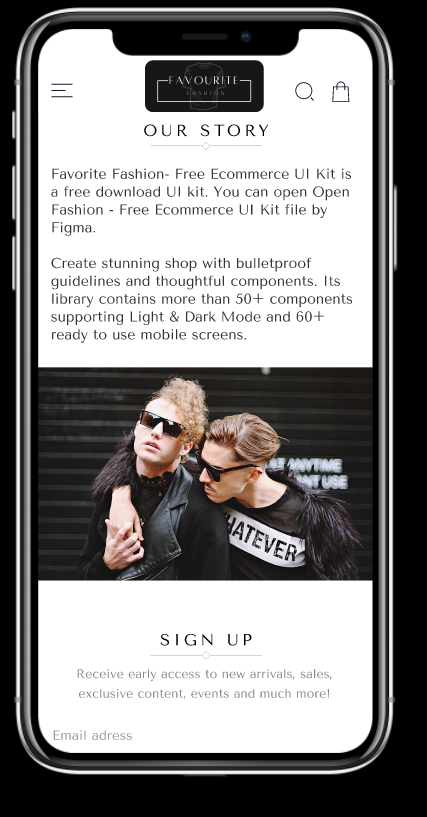 FAVOURITE
FASHION
OUR STORY
Favorite Fashion- Free Ecommerce UI Kit is
a free download UI kit. You can open Open
Fashion - Free Ecommerce UI Kit file by
Figma.
Create stunning shop with bulletproof
guidelines and thoughtful components. Its
library contains more than 50+ components
supporting Light & Dark Mode and 60+
ready to use mobile screens.
AT ANYTIME
NT USE
HATEVER
SIGN UP
Receive early access to new arrivals, sales,
exclusive content, events and much more!
Email adress